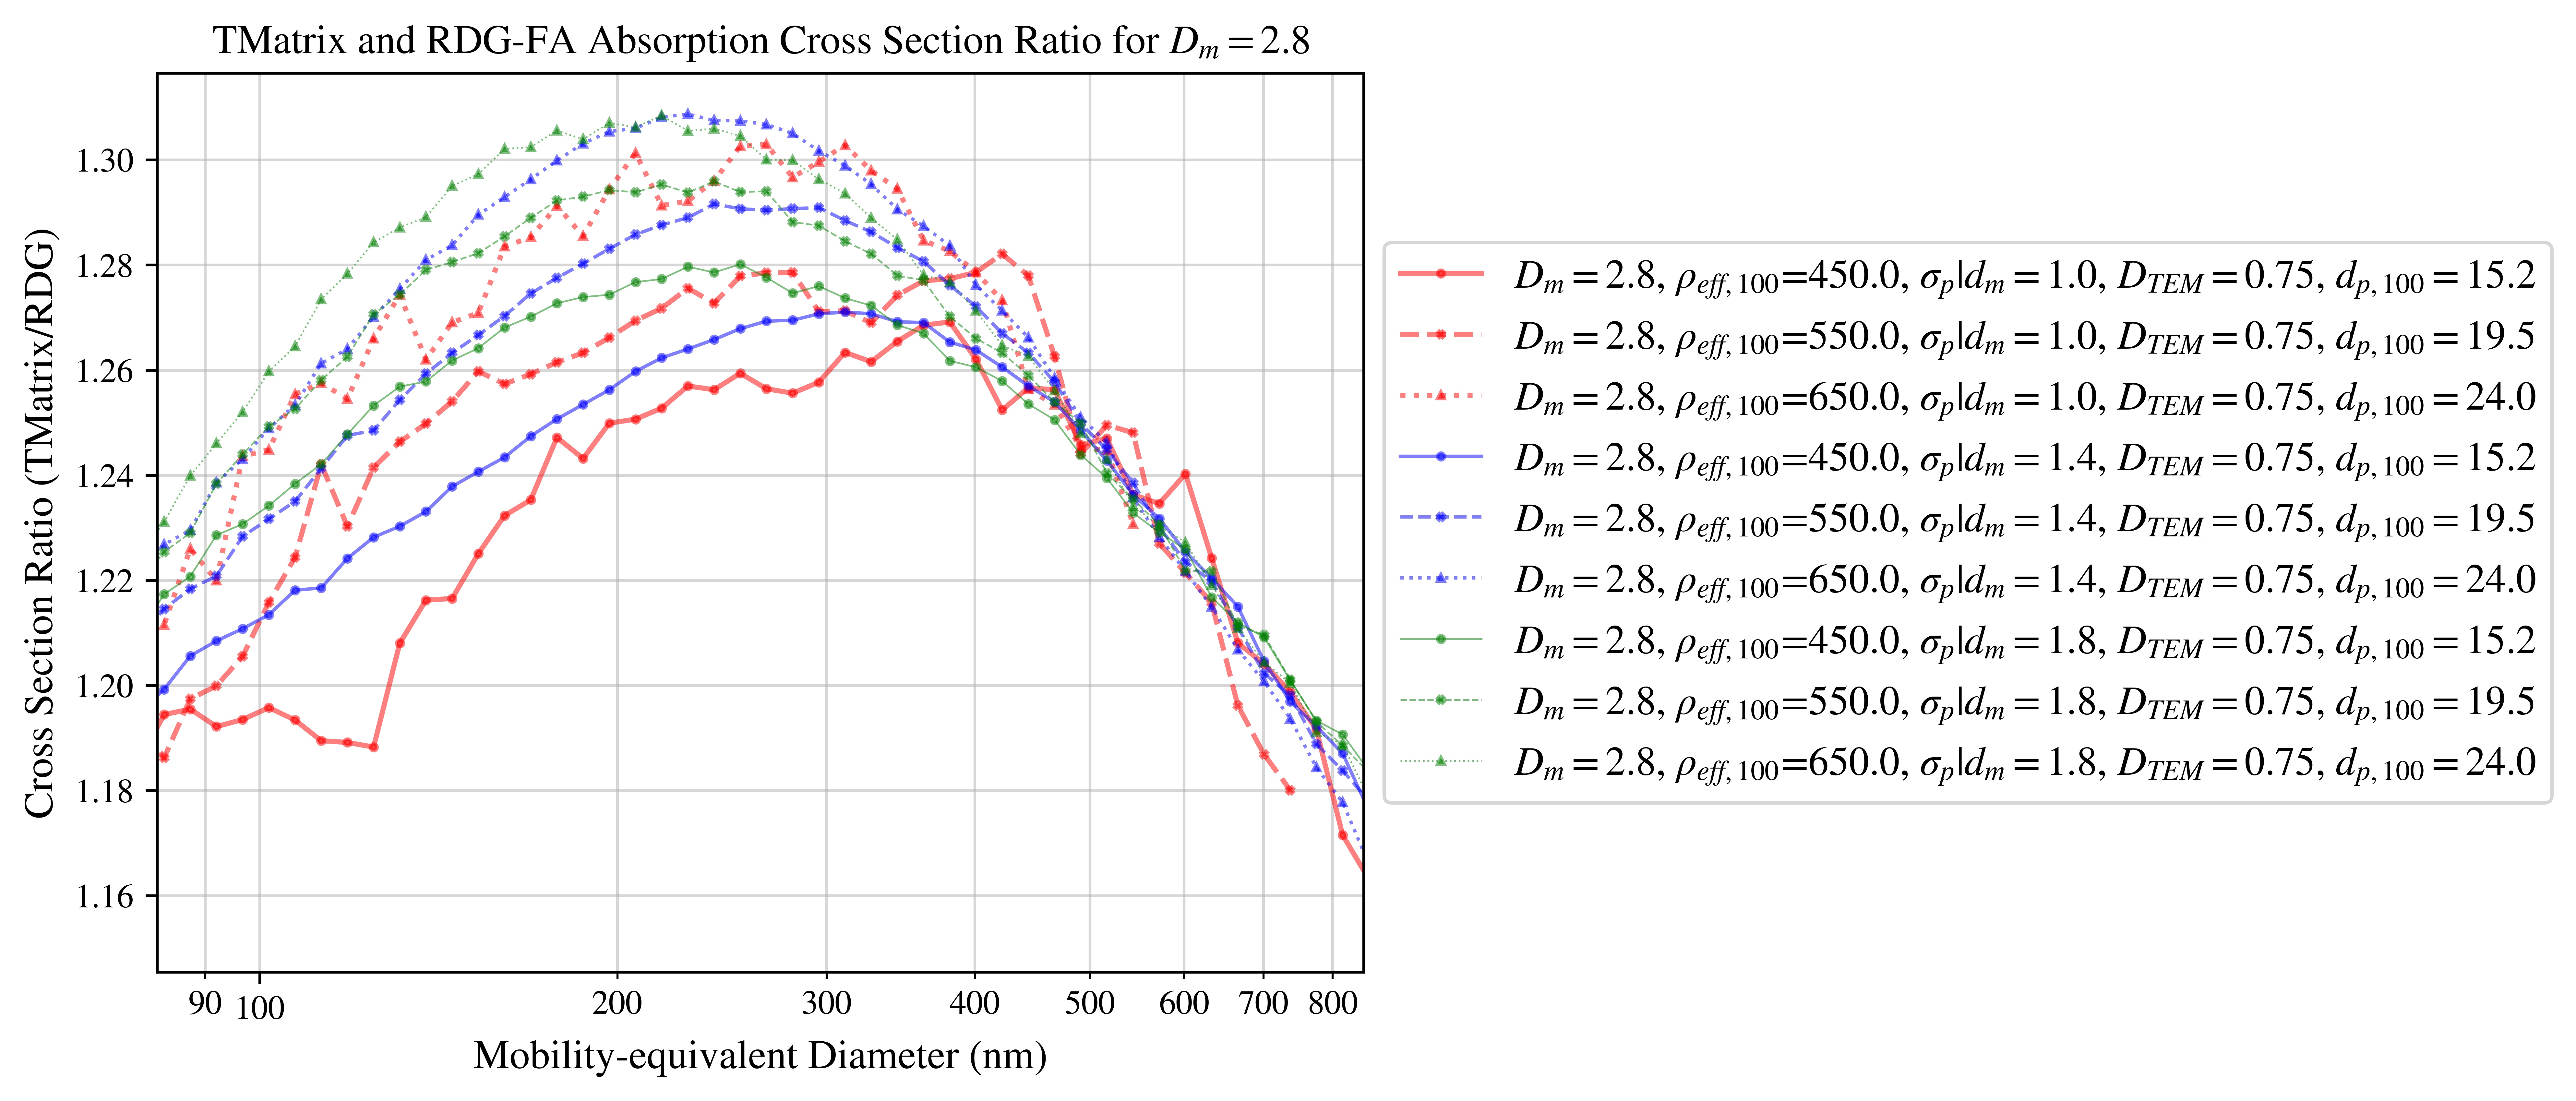 TMatrix and RDG-FA Absorption Cross Section Ratio for D_m = 2.8
Cross Section Ratio (TMatrix/RDG)
1.30
1.28
1.26
1.24
1.22
1.20
1.18
1.16
90 100 200 300 400 500 600 700 800
Mobility-equivalent Diameter (nm)
D_m = 2.8, ρ_eff, 100=450.0, σ_p|d_m = 1.0, D_TEM = 0.75, d_p, 100 = 15.2
D_m = 2.8, ρ_eff, 100=550.0, σ_p|d_m = 1.0, D_TEM = 0.75, d_p, 100 = 19.5
D_m = 2.8, ρ_eff, 100=650.0, σ_p|d_m = 1.0, D_TEM = 0.75, d_p, 100 = 24.0
D_m = 2.8, ρ_eff, 100=450.0, σ_p|d_m = 1.4, D_TEM = 0.75, d_p, 100 = 15.2
D_m = 2.8, ρ_eff, 100=550.0, σ_p|d_m = 1.4, D_TEM = 0.75, d_p, 100 = 19.5
D_m = 2.8, ρ_eff, 100=650.0, σ_p|d_m = 1.4, D_TEM = 0.75, d_p, 100 = 24.0
D_m = 2.8, ρ_eff, 100=450.0, σ_p|d_m = 1.8, D_TEM = 0.75, d_p, 100 = 15.2
D_m = 2.8, ρ_eff, 100=550.0, σ_p|d_m = 1.8, D_TEM = 0.75, d_p, 100 = 19.5
D_m = 2.8, ρ_eff, 100=650.0, σ_p|d_m = 1.8, D_TEM = 0.75, d_p, 100 = 24.0